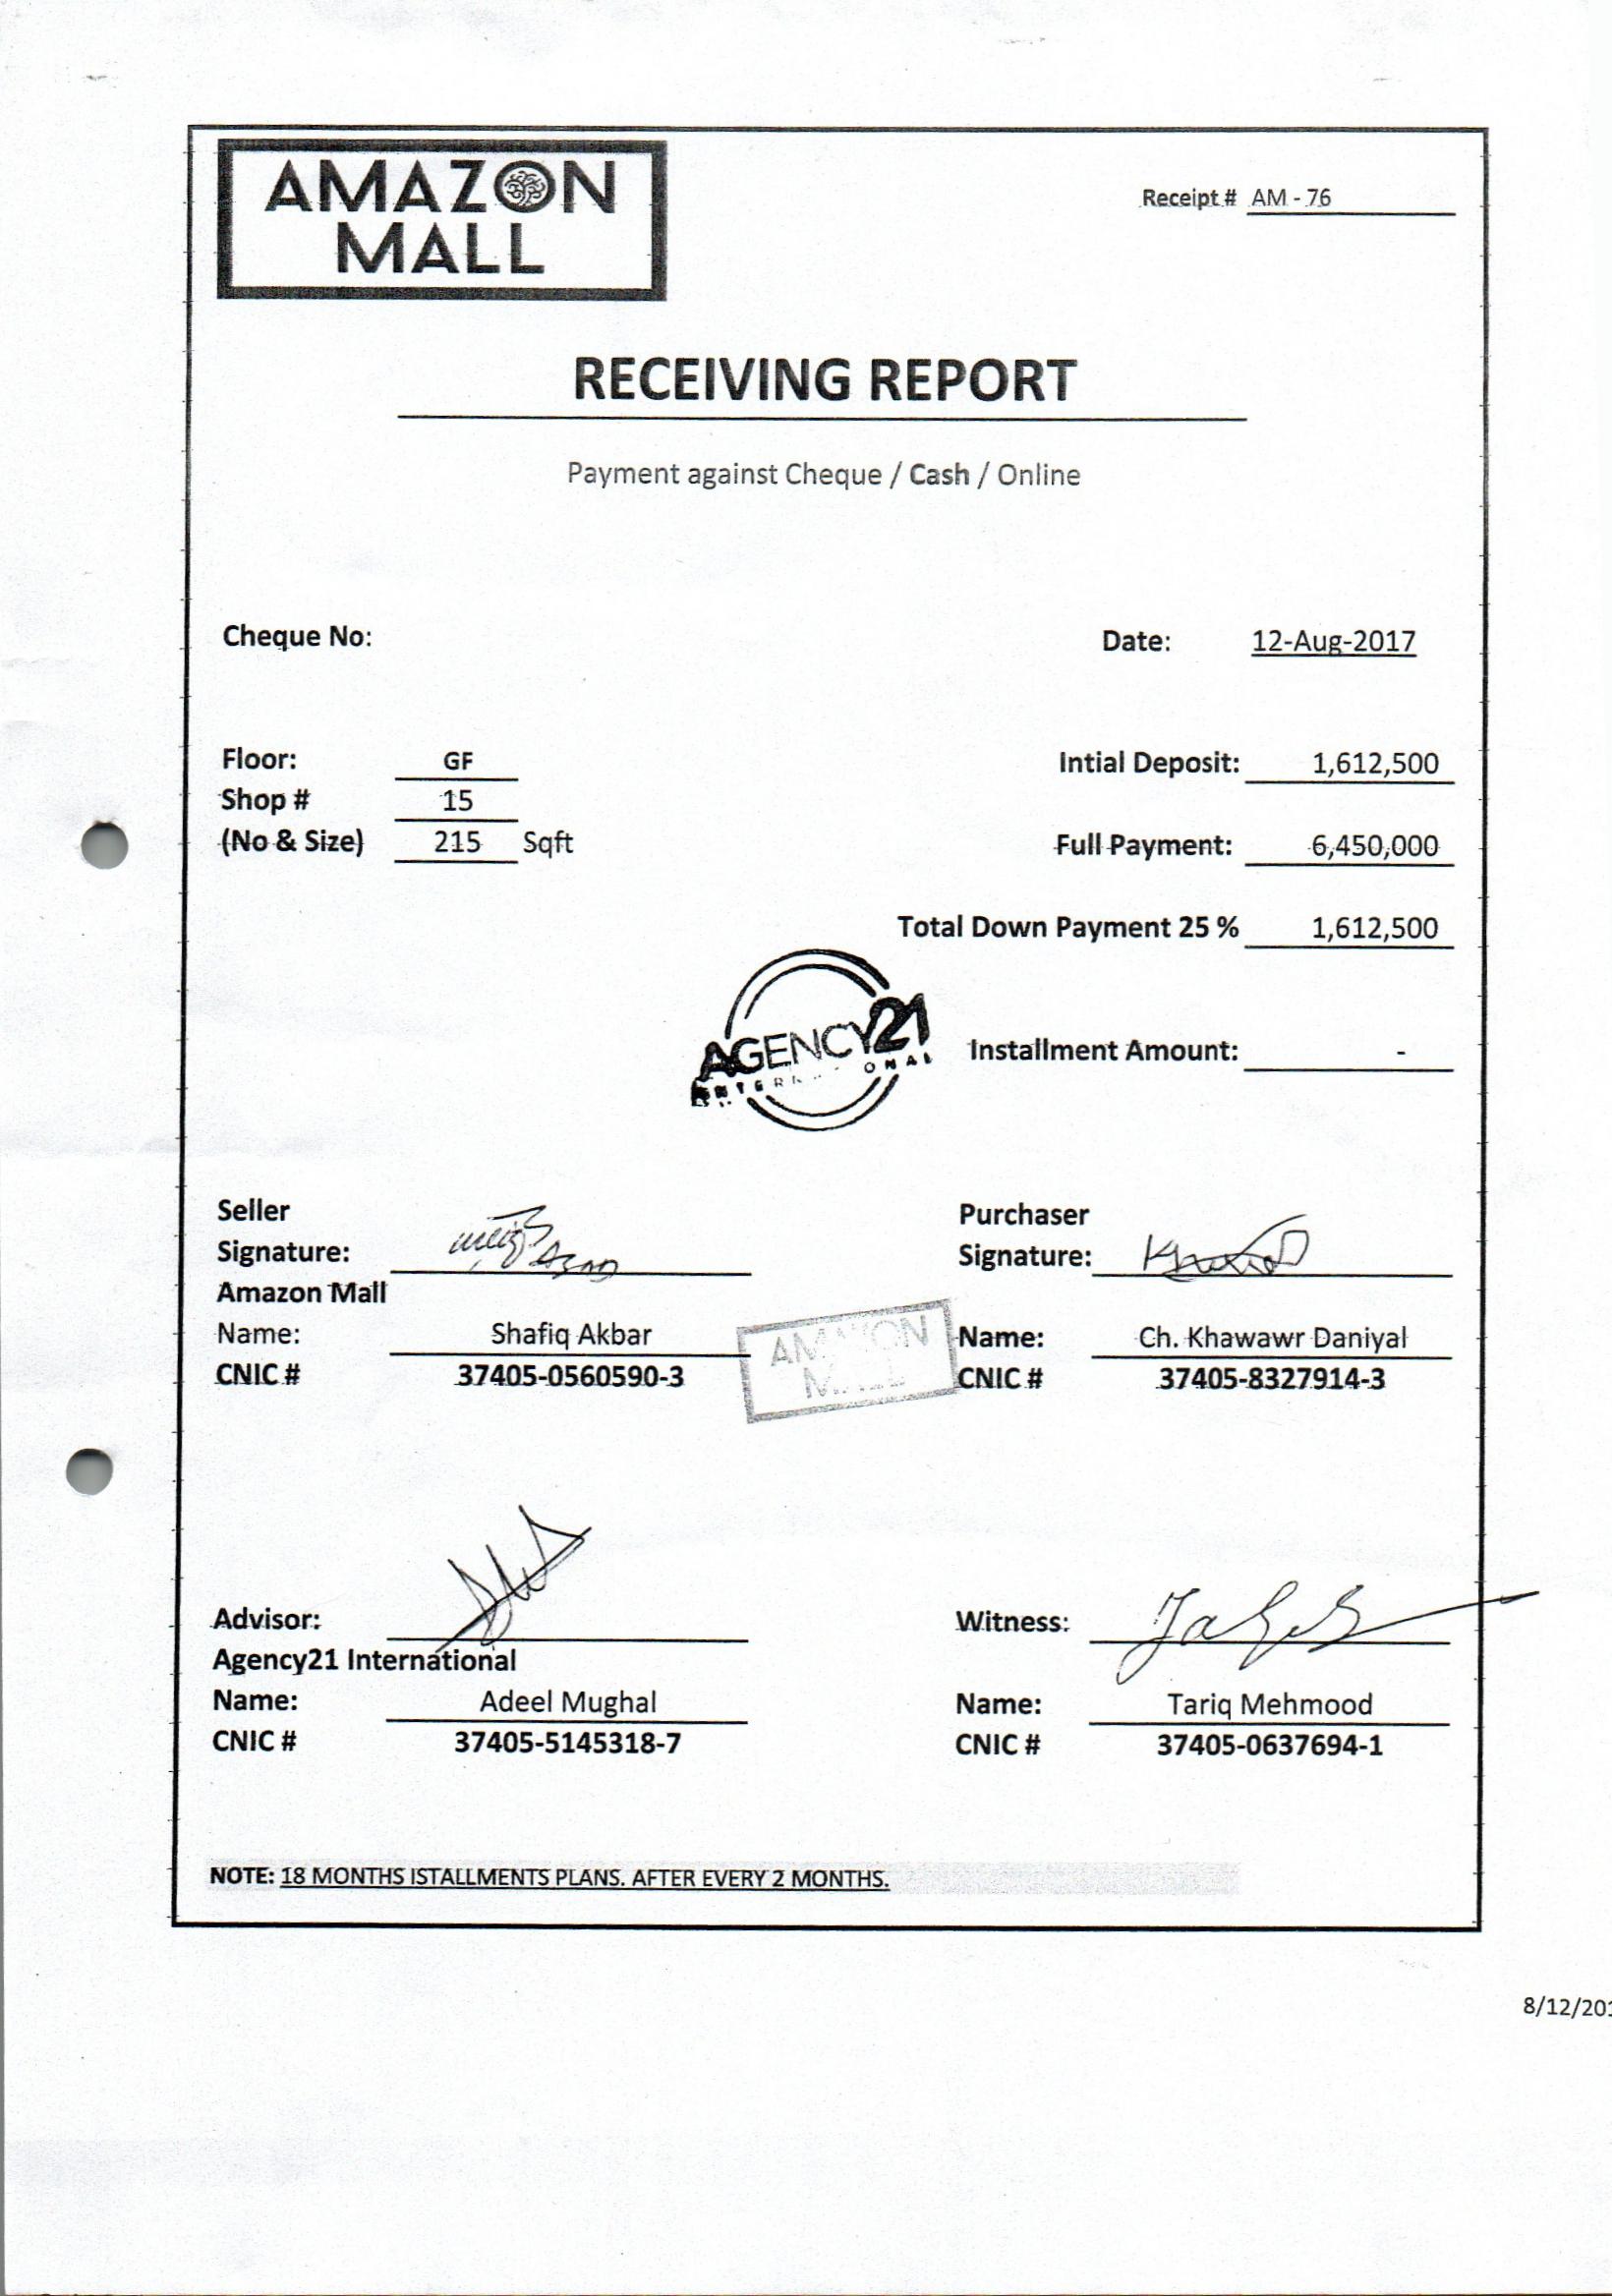 AMAZON
MALL
Receipt # AM - 76
RECEIVING REPORT
Payment against Cheque / Cash / Online
Cheque No:
Date: 12-Aug-2017
Floor: GF
Intial Deposit: 1,612,500
Shop # 15
(No & Size) 215 Sqft
Full Payment: 6,450,000
Total Down Payment 25 % 1,612,500
AGENCY21
INTERNATIONAL
Installment Amount: -
Seller
Signature:
Purchaser
Signature:
Amazon Mall
Name: Shafiq Akbar
CNIC # 37405-0560590-3
AMAZON
MALL
Name: Ch. Khawawr Daniyal
CNIC # 37405-8327914-3
Advisor:
Witness:
Agency21 International
Name: Adeel Mughal
Name: Tariq Mehmood
CNIC # 37405-5145318-7
CNIC # 37405-0637694-1
NOTE: 18 MONTHS ISTALLMENTS PLANS. AFTER EVERY 2 MONTHS.
8/12/201